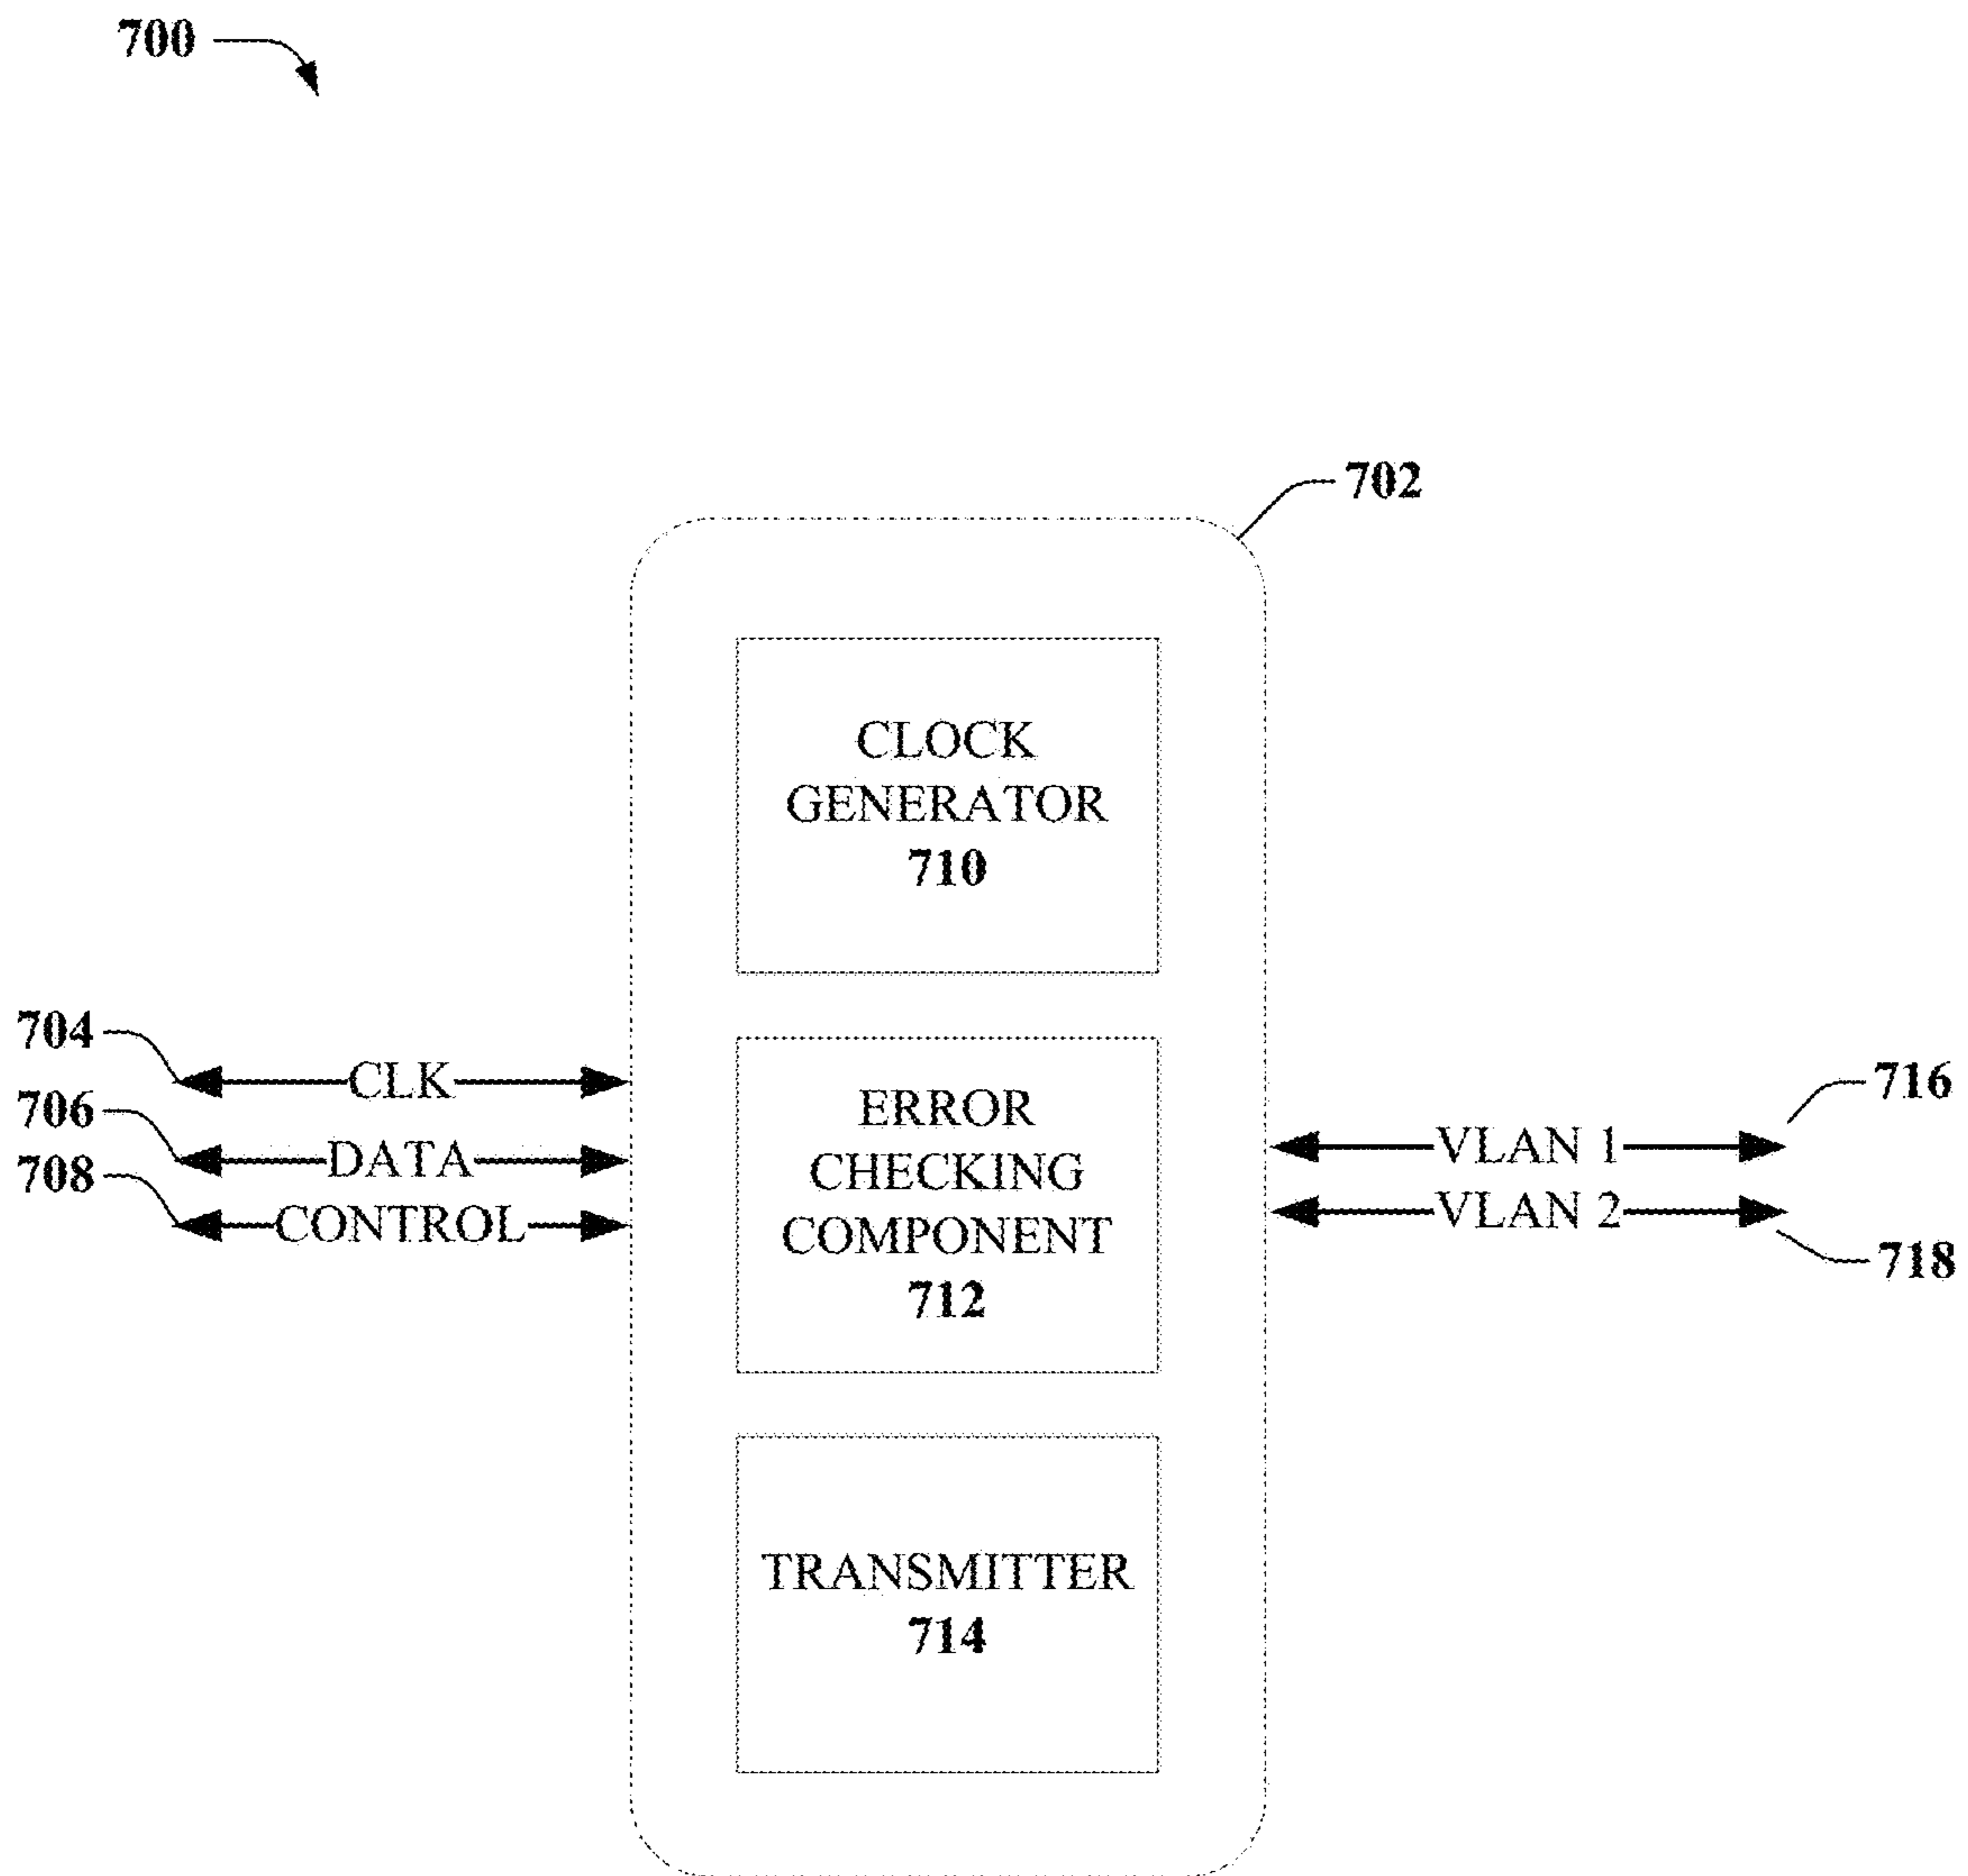 700
702
CLOCK
GENERATOR
710
704
CLK
706
DATA
708
CONTROL
ERROR
CHECKING
COMPONENT
712
716
VLAN 1
VLAN 2
718
TRANSMITTER
714